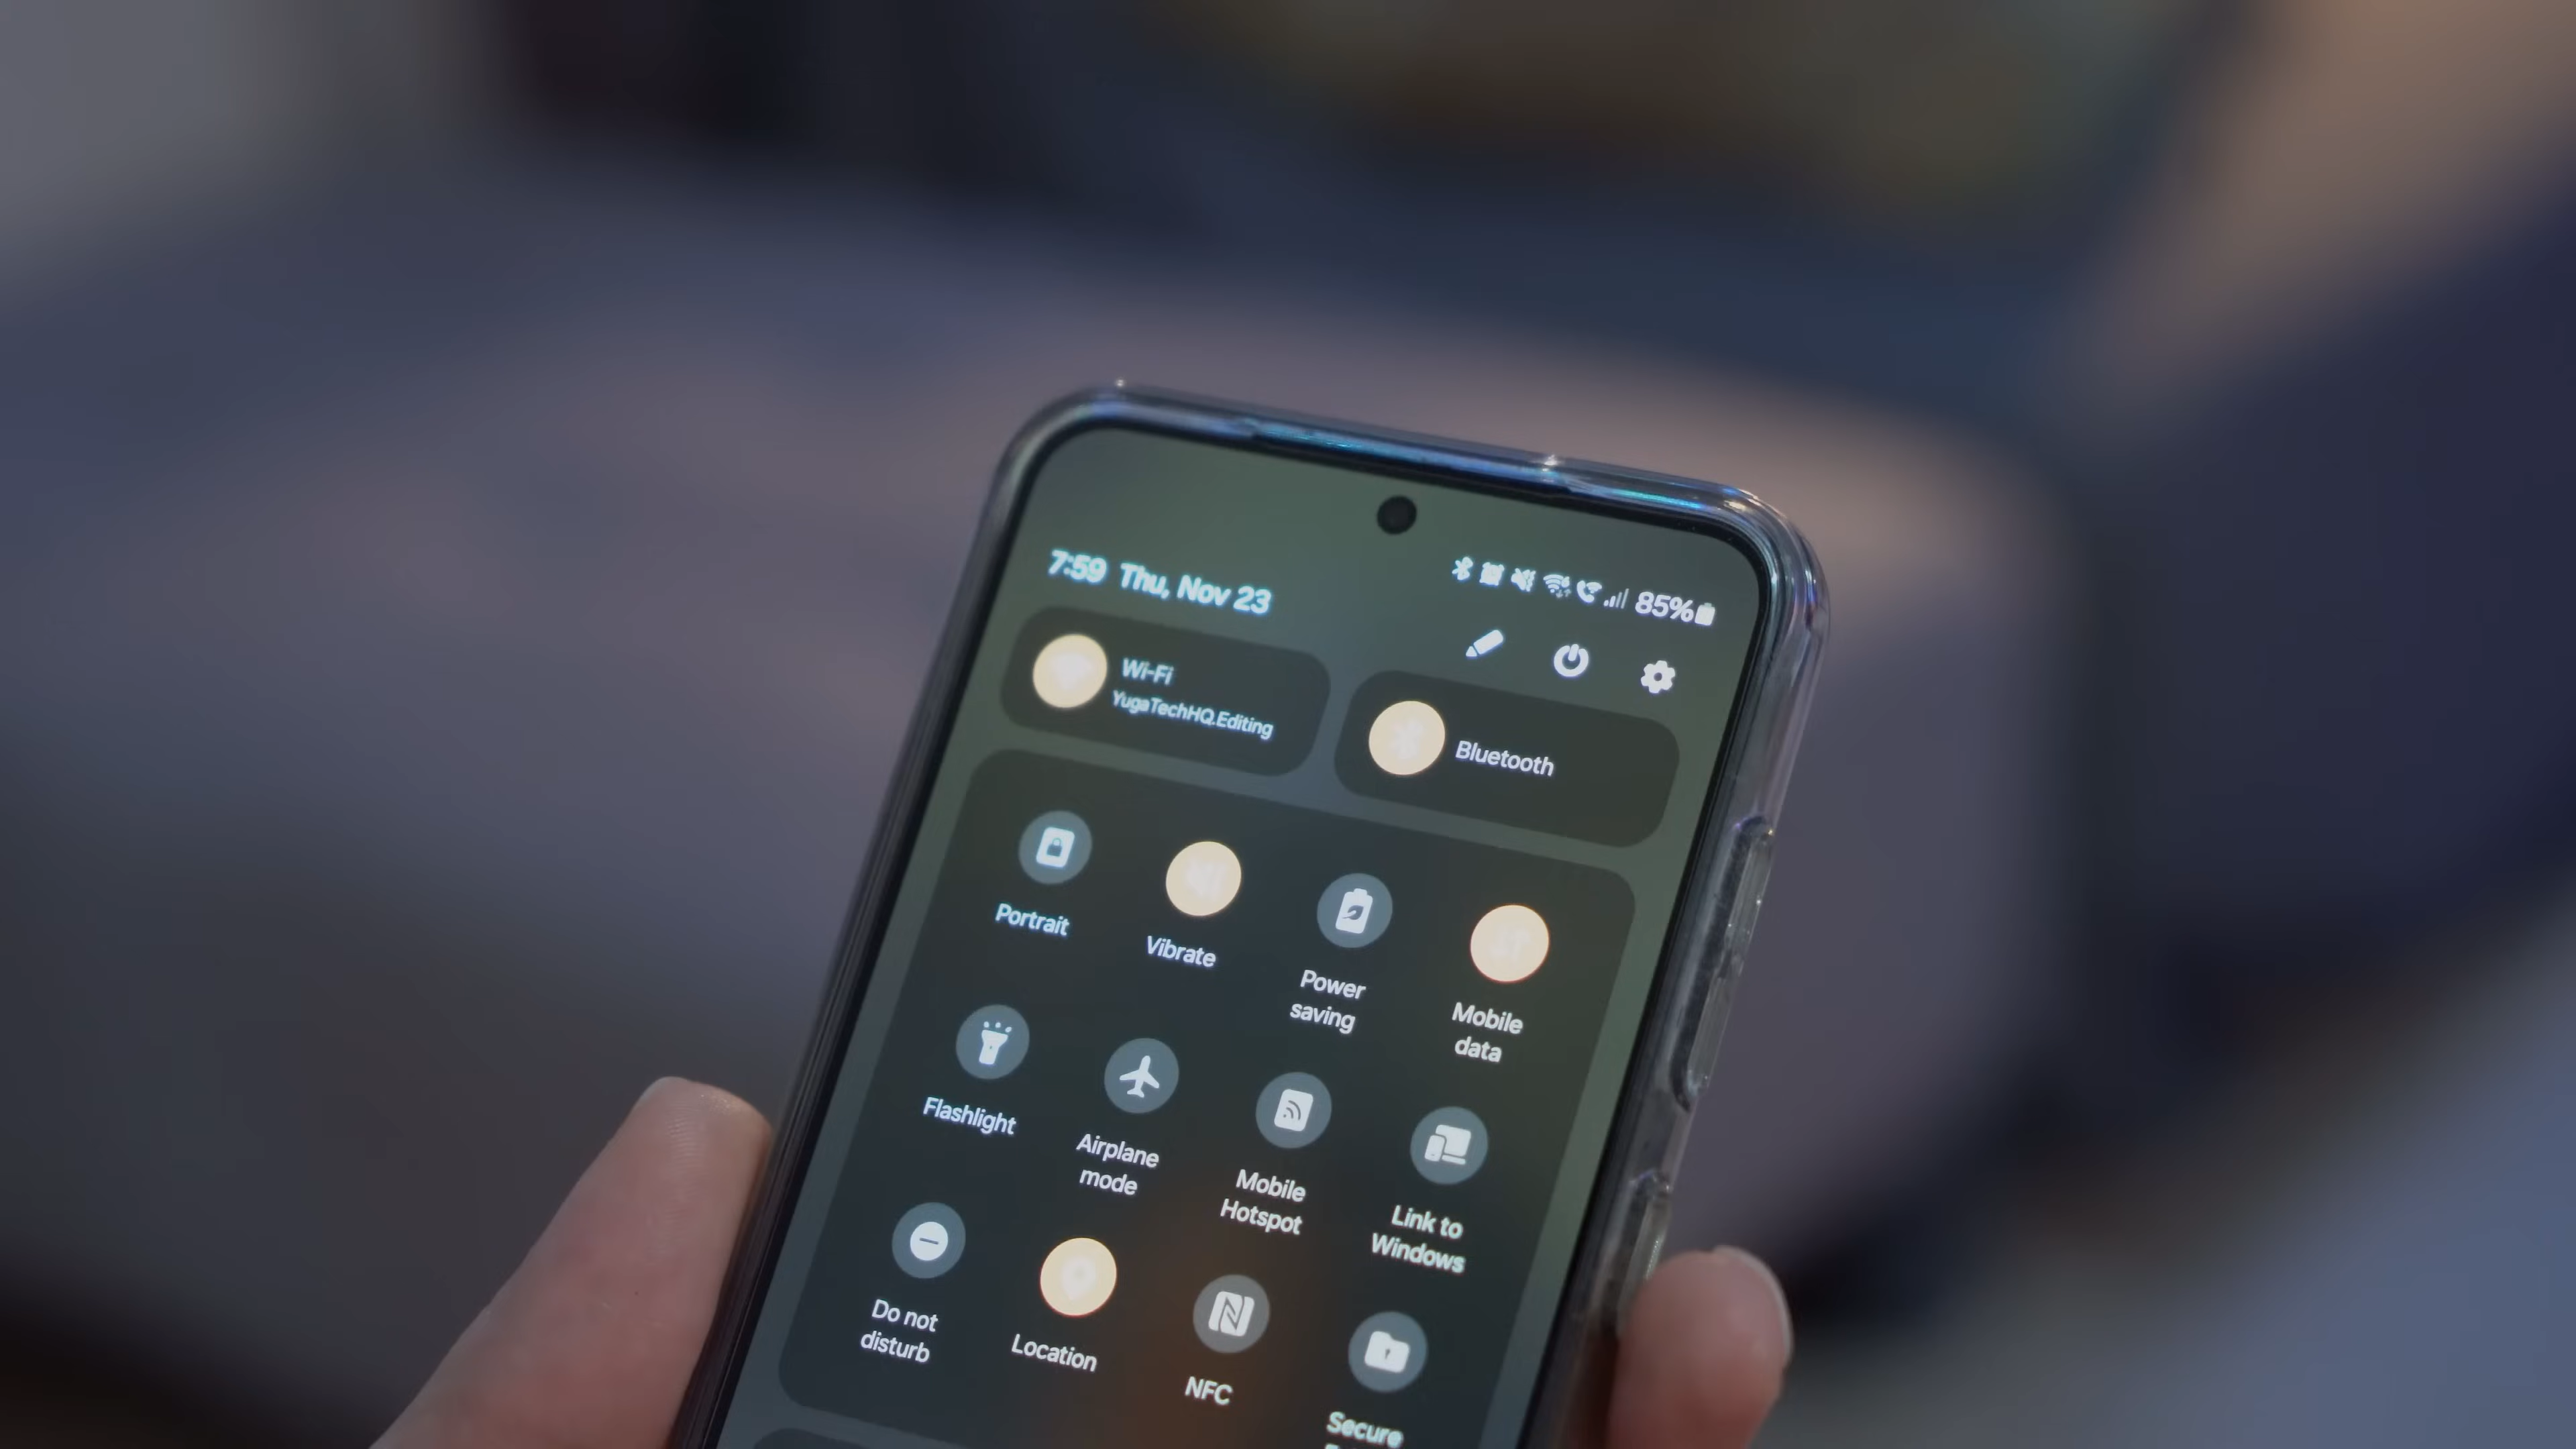 7:59 Thu, Nov 23
85%
Wi-Fi
YugaTechHQ.Editing
Bluetooth
Portrait
Vibrate
Power
saving
Mobile
data
Flashlight
Airplane
mode
Mobile
Hotspot
Link to
Windows
Do not
disturb
Location
NFC
Secure